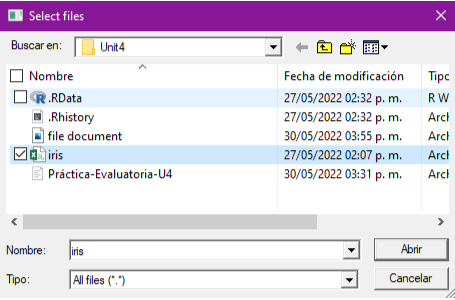 Select files
Buscar en: Unit4
Nombre Fecha de modificación Tipo
.RData 27/05/2022 02:32 p. m. R W
.Rhistory 27/05/2022 02:32 p. m. Arch
file document 30/05/2022 03:55 p. m. Arch
iris 27/05/2022 02:07 p. m. Arch
Práctica-Evaluatoria-U4 30/05/2022 03:31 p. m. Arch
Nombre: iris Abrir
Tipo: All files (*.*) Cancelar